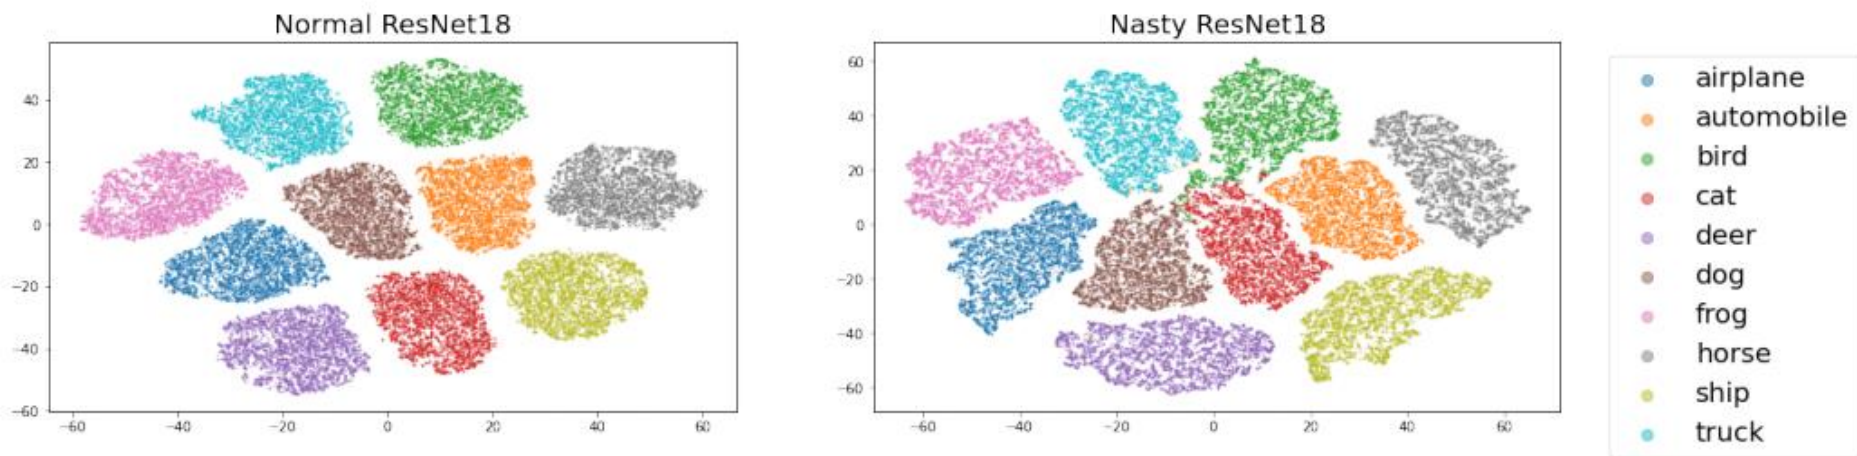 Normal ResNet18
40
20
0
−20
−40
−60
−60 −40 −20 0 20 40 60
Nasty ResNet18
60
40
20
0
−20
−40
−60
−60 −40 −20 0 20 40 60
airplane
automobile
bird
cat
deer
dog
frog
horse
ship
truck